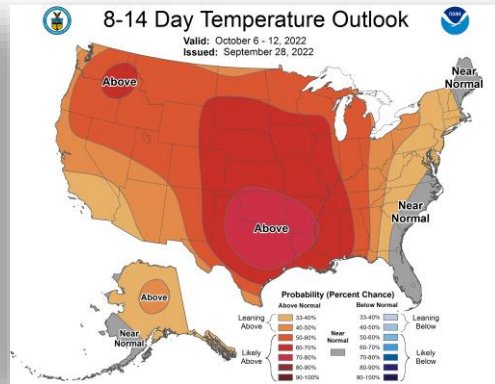 8-14 Day Temperature Outlook
noaa
Valid: October 6 - 12, 2022
Issued: September 28, 2022
Above
Near
Normal
Near
Normal
Above
Above
Near
Normal
Probability (Percent Chance)
Above Normal
Below Normal
Leaning
Above
33-40%
40-50%
Near
Normal
33-40%
40-50%
Leaning
Below
50-60%
60-70%
50-60%
60-70%
Likely
Above
70-80%
80-90%
90-100%
70-80%
80-90%
90-100%
Likely
Below